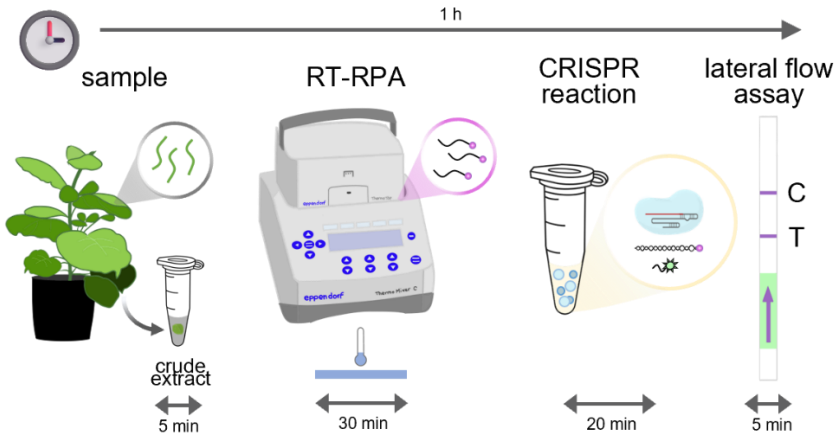 1 h
sample
RT-RPA
CRISPR
reaction
lateral flow
assay
C
T
eppendorf
eppendorf
ThermoMixer C
crude
extract
5 min
30 min
20 min
5 min